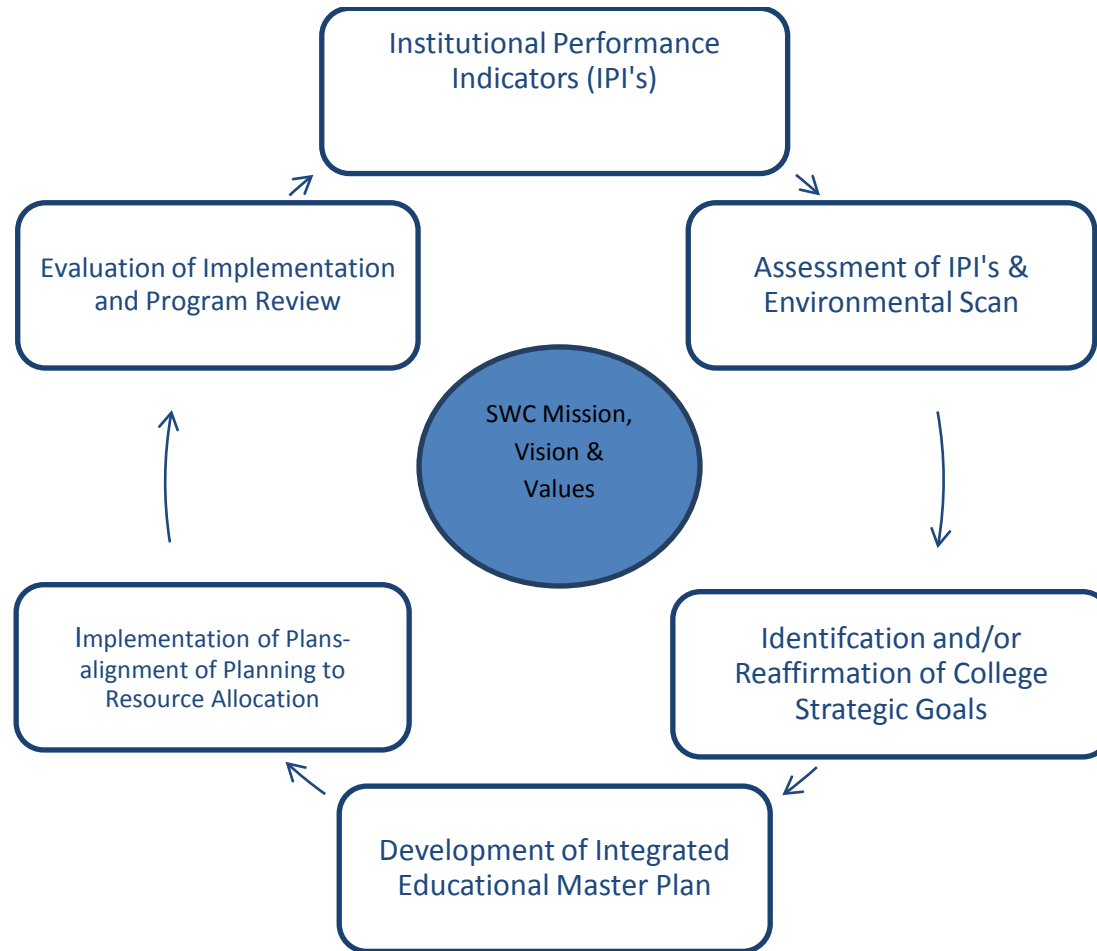 Institutional Performance
Indicators (IPI's)
Assessment of IPI's &
Environmental Scan
Identifcation and/or
Reaffirmation of College
Strategic Goals
Development of Integrated
Educational Master Plan
Implementation of Plans-
alignment of Planning to
Resource Allocation
Evaluation of Implementation
and Program Review
SWC Mission,
Vision &
Values